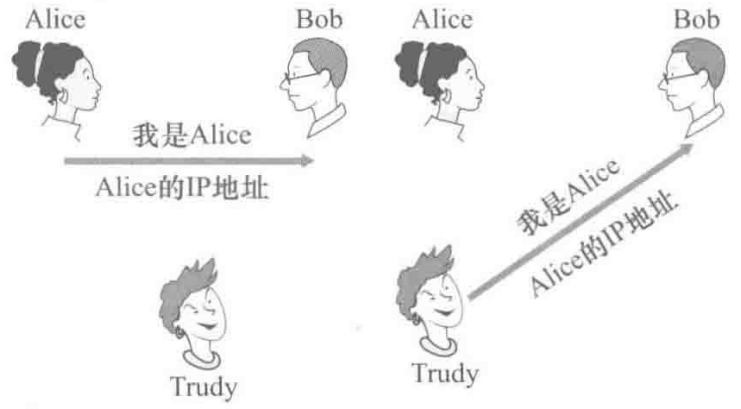 Alice
Bob
我是Alice
Alice的IP地址
Trudy
Alice
Bob
我是Alice
Alice的IP地址
Trudy